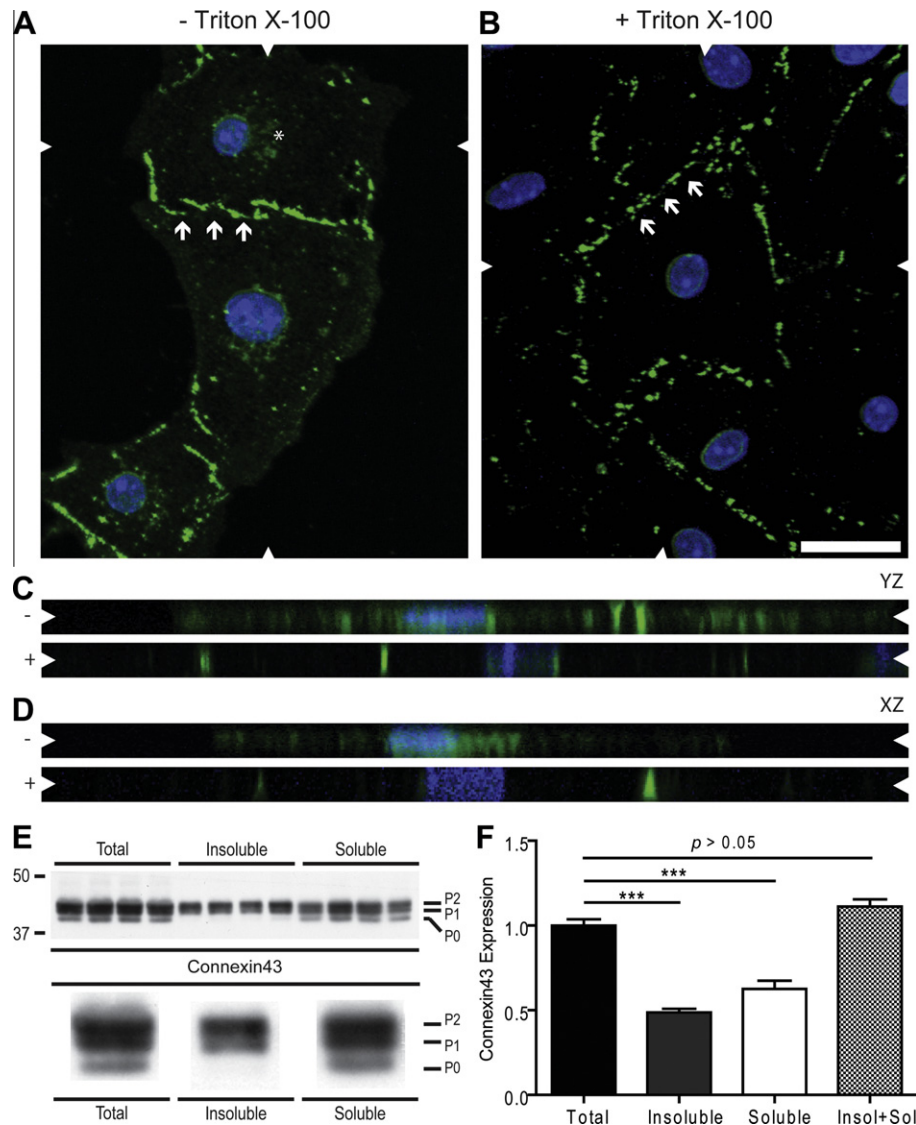 A - Triton X-100
B + Triton X-100
*
C YZ
-
+
D XZ
-
+
E
Total Insoluble Soluble
50
37
P2
P1
P0
Connexin43
P2
P1
P0
Total Insoluble Soluble
F
1.5
1.0
0.5
0.0
Connexin43 Expression
p > 0.05
***
***
Total Insoluble Soluble Insol+Sol